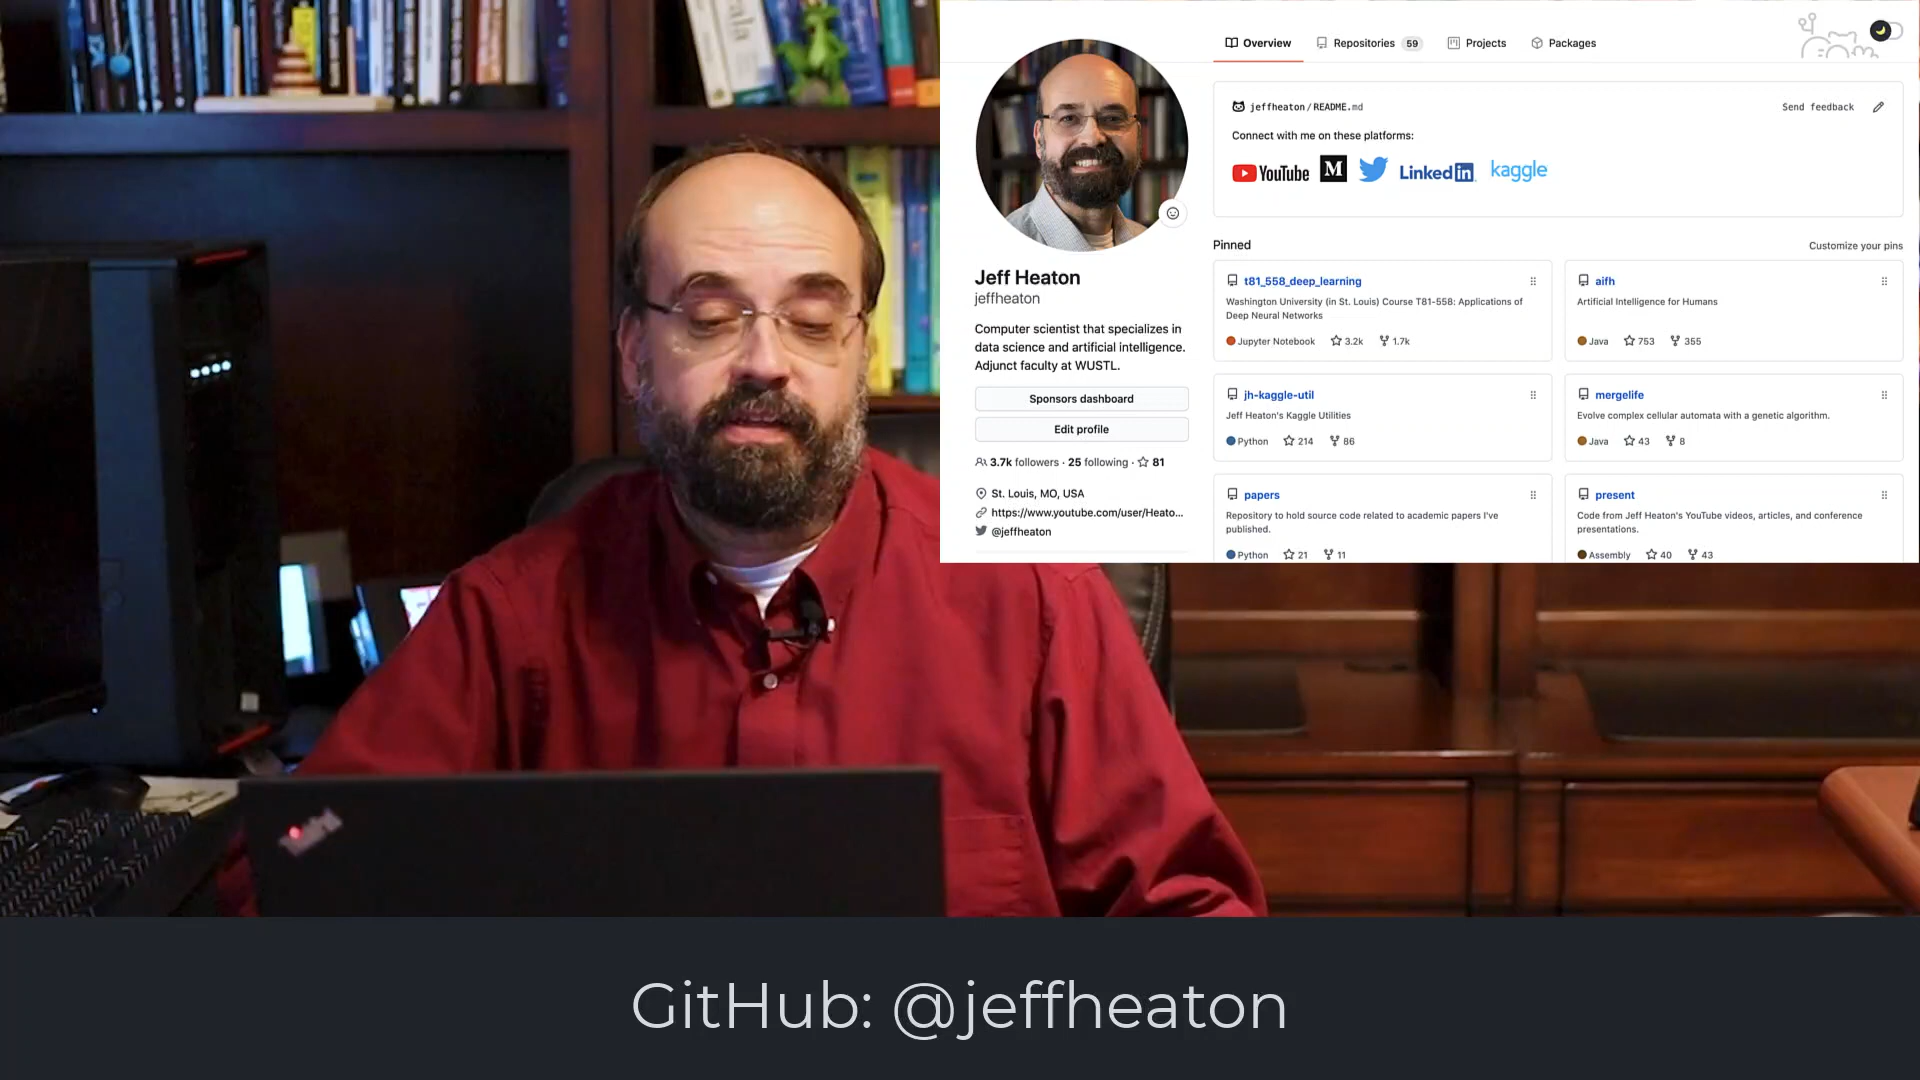 Overview
Repositories 59
Projects
Packages
jeffheaton/README.md
Send feedback
Connect with me on these platforms:
YouTube
M
Linked in
kaggle
Jeff Heaton
jeffheaton
Computer scientist that specializes in
data science and artificial intelligence.
Adjunct faculty at WUSTL.
Sponsors dashboard
Edit profile
3.7k followers · 25 following · 81
St. Louis, MO, USA
https://www.youtube.com/user/Heato...
@jeffheaton
Pinned
Customize your pins
t81_558_deep_learning
Washington University (in St. Louis) Course T81-558: Applications of
Deep Neural Networks
Jupyter Notebook 3.2k 1.7k
aifh
Artificial Intelligence for Humans
Java 753 355
jh-kaggle-util
Jeff Heaton's Kaggle Utilities
Python 214 86
mergelife
Evolve complex cellular automata with a genetic algorithm.
Java 43 8
papers
Repository to hold source code related to academic papers I've
published.
Python 21 11
present
Code from Jeff Heaton's YouTube videos, articles, and conference
presentations.
Assembly 40 43
GitHub: @jeffheaton